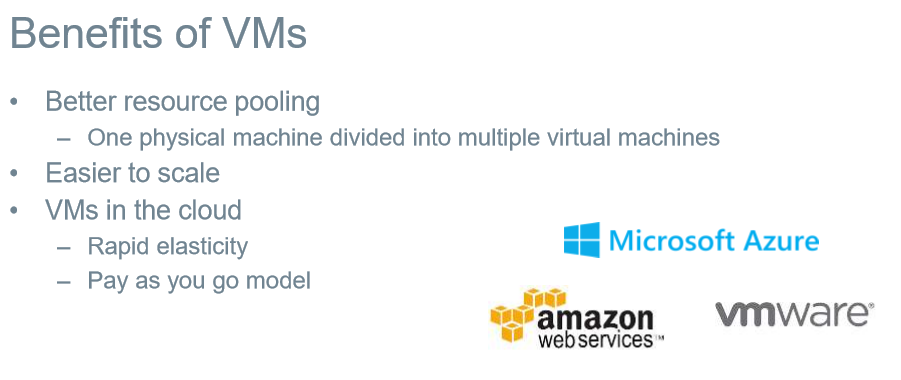 Benefits of VMs
• Better resource pooling
– One physical machine divided into multiple virtual machines
• Easier to scale
• VMs in the cloud
– Rapid elasticity
– Pay as you go model
Microsoft Azure
amazon
web services™
vmware®